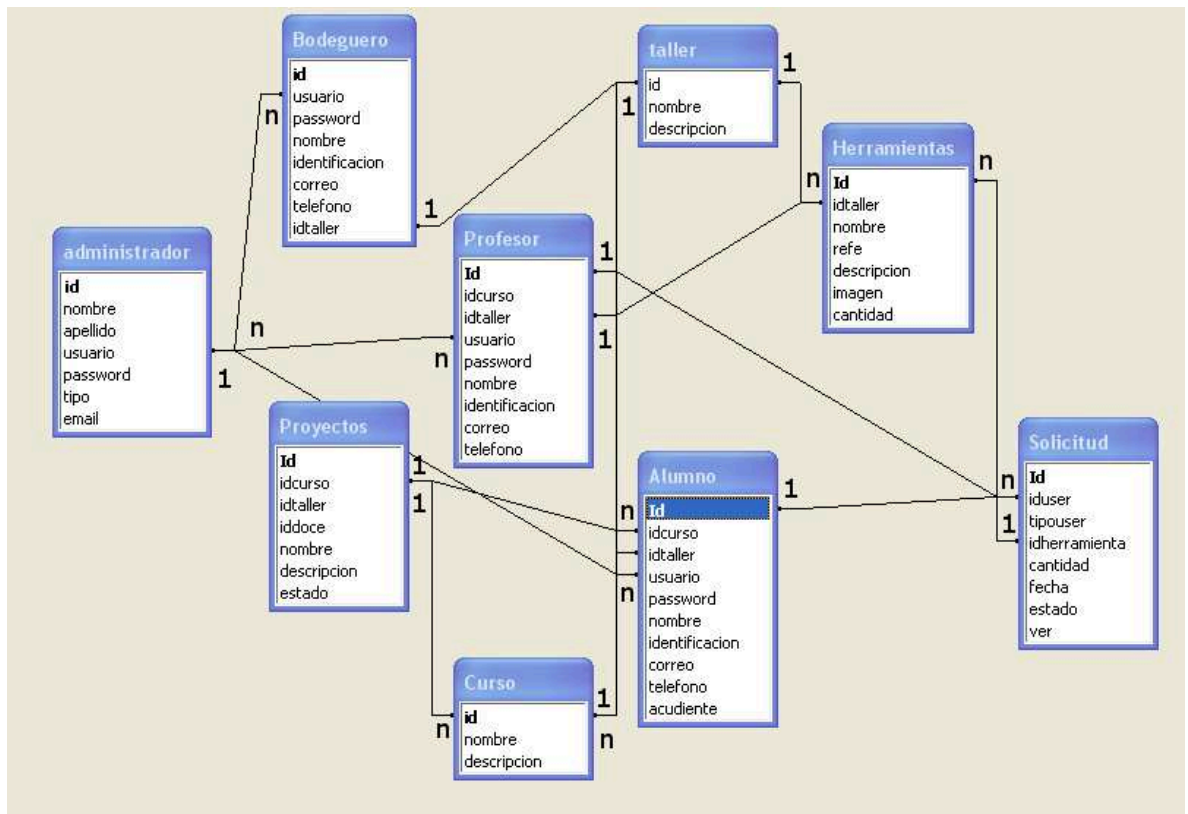 Bodeguero
id
usuario
password
nombre
identificacion
correo
telefono
idtaller
n
1
taller
id
nombre
descripcion
1
1
Herramientas
Id
idtaller
nombre
refe
descripcion
imagen
cantidad
n
n
administrador
id
nombre
apellido
usuario
password
tipo
email
1
n
Profesor
Id
idcurso
idtaller
usuario
password
nombre
identificacion
correo
telefono
n
1
1
Proyectos
Id
idcurso
idtaller
iddoce
nombre
descripcion
estado
1
1
Alumno
Id
idcurso
idtaller
usuario
password
nombre
identificacion
correo
telefono
acudiente
n
n
1
Solicitud
Id
iduser
tipouser
idherramienta
cantidad
fecha
estado
ver
n
1
Curso
id
nombre
descripcion
n
1
n